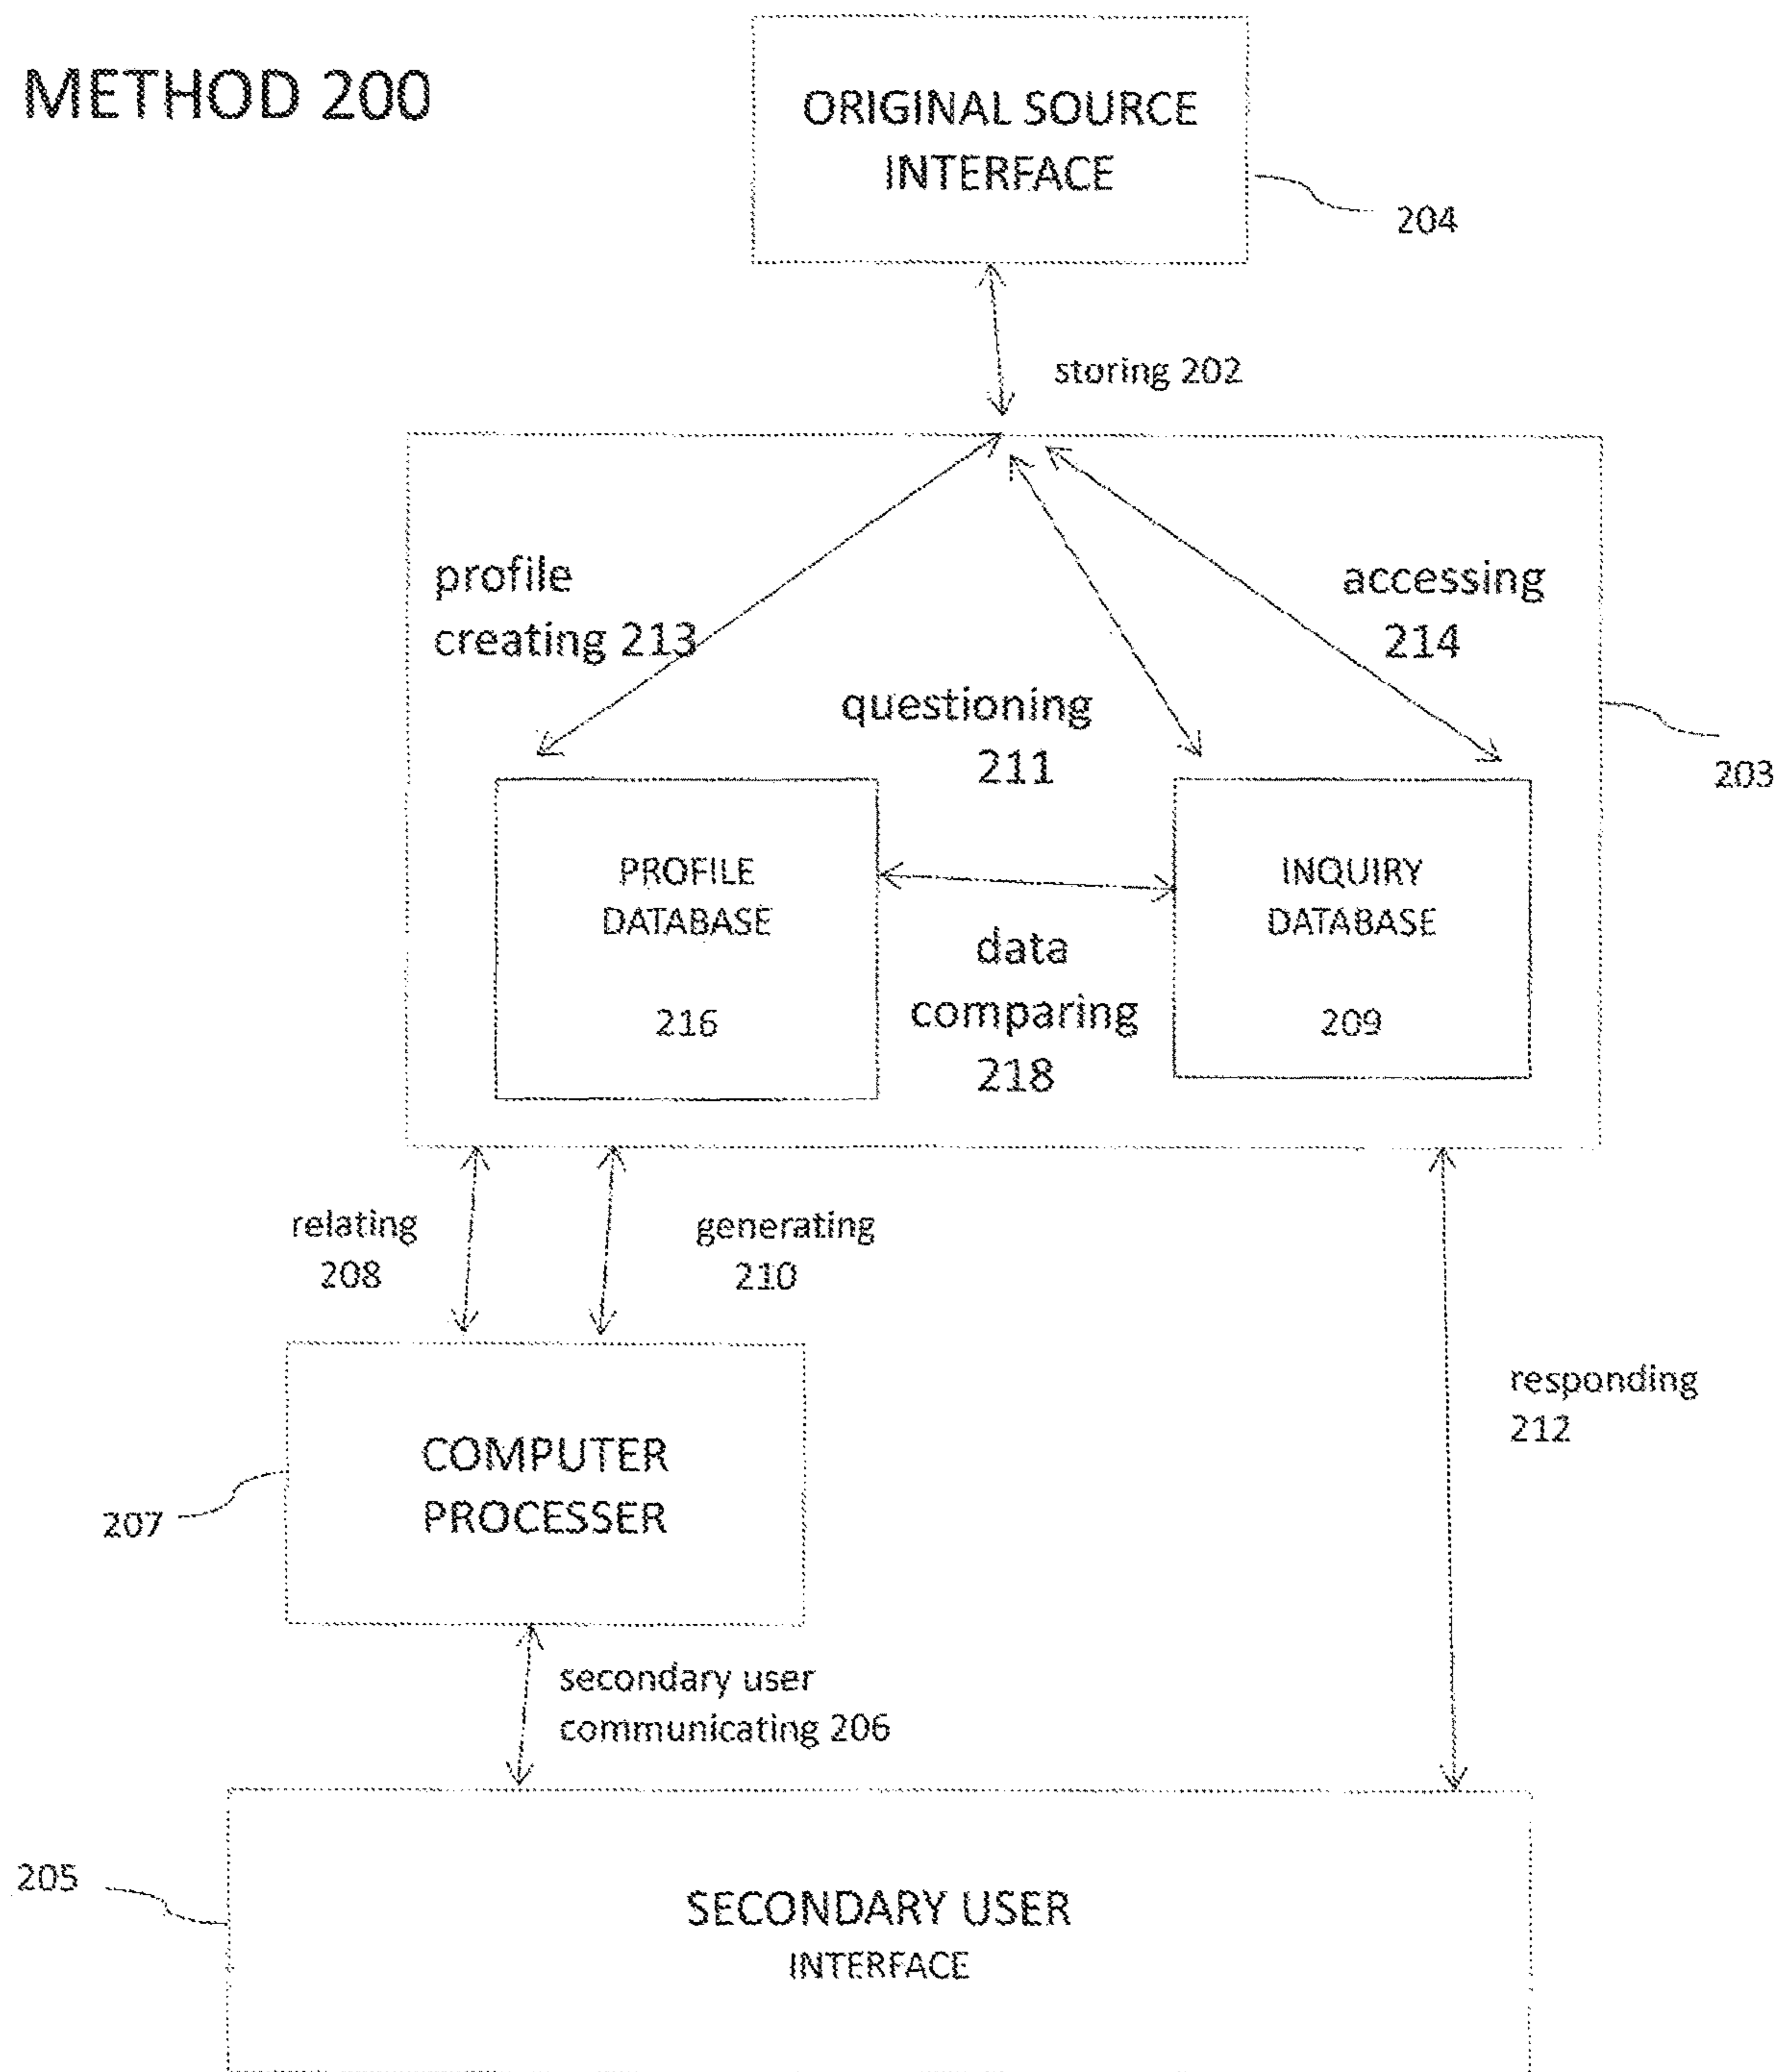 METHOD 200
ORIGINAL SOURCE
INTERFACE
204
storing 202
profile
creating 213
accessing
214
questioning
211
203
PROFILE
DATABASE
216
data
comparing
218
INQUIRY
DATABASE
209
relating
208
generating
210
responding
212
COMPUTER
PROCESSER
207
secondary user
communicating 206
205
SECONDARY USER
INTERFACE